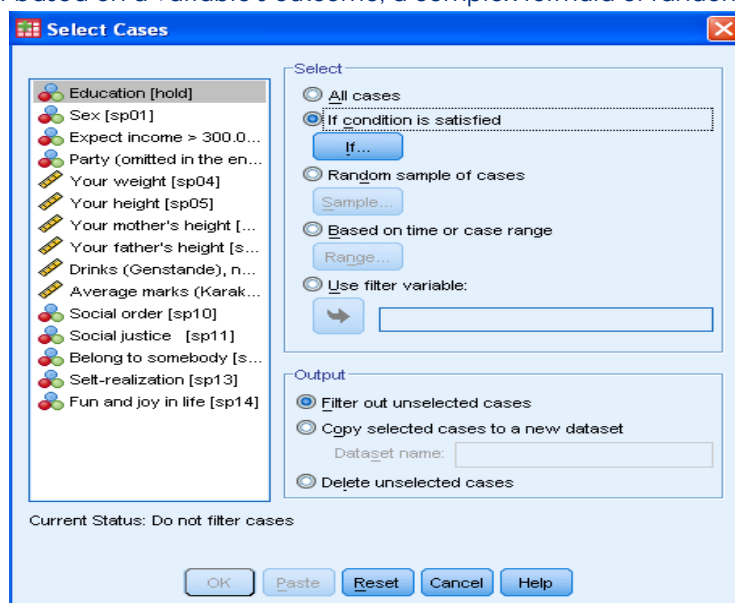 based on a variable's outcome, a complex formula or random
Select Cases
Education [hold]
Sex [sp01]
Expect income > 300.0...
Party (omitted in the en...
Your weight [sp04]
Your height [sp05]
Your mother's height [...
Your father's height [s...
Drinks (Genstande), n...
Average marks (Karak...
Social order [sp10]
Social justice [sp11]
Belong to somebody [s...
Self-realization [sp13]
Fun and joy in life [sp14]
Current Status: Do not filter cases
Select
All cases
If condition is satisfied
If...
Random sample of cases
Sample...
Based on time or case range
Range...
Use filter variable:
Output
Filter out unselected cases
Copy selected cases to a new dataset
Dataset name:
Delete unselected cases
OK Paste Reset Cancel Help